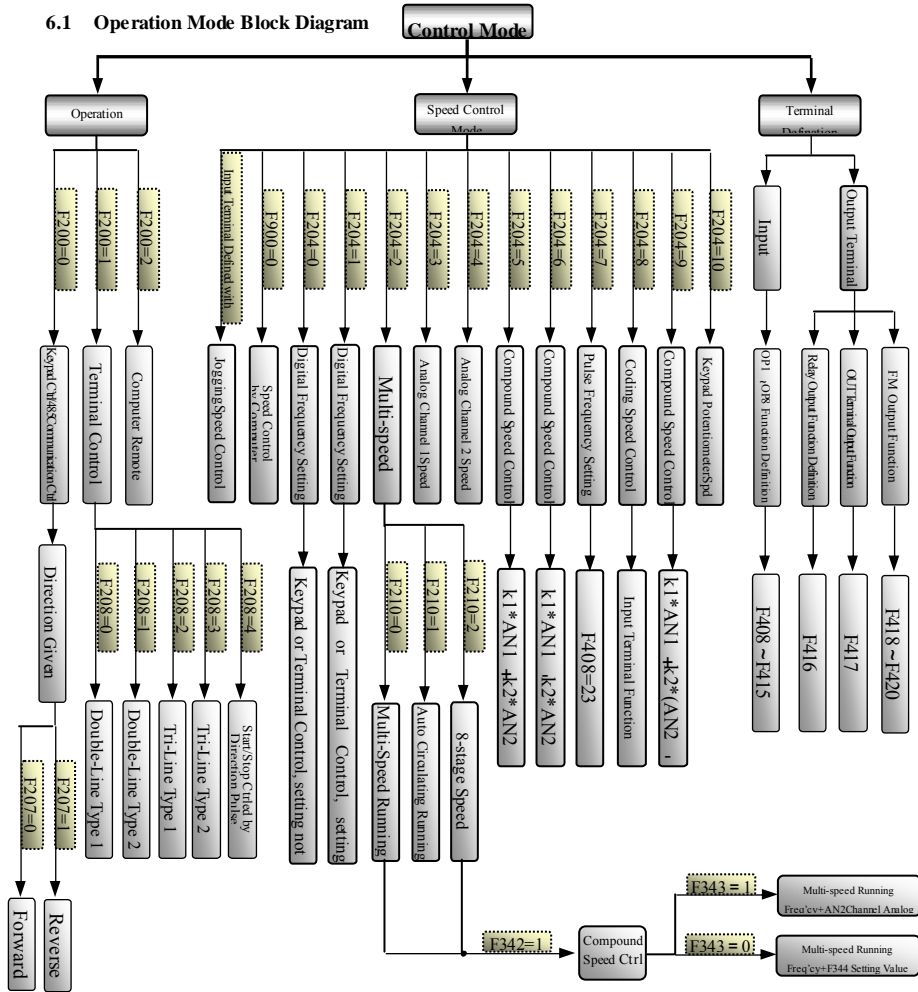 6.1 Operation Mode Block Diagram
Control Mode
Operation
Speed Control
Mode
Terminal
Definition
F200=0
F200=1
F200=2
Input Terminal Defined with
F900=0
F204=0
F204=1
F204=2
F204=3
F204=4
F204=5
F204=6
F204=7
F204=8
F204=9
F204=10
Input
Output Terminal
Keypad Ctrl/485Communication Ctrl
Terminal Control
Computer Remote
Jogging Speed Control
Speed Control
by Computer
Digital Frequency Setting
Digital Frequency Setting
Multi-speed
Analog Channel 1Speed
Analog Channel 2 Speed
Compound Speed Control
Compound Speed Control
Pulse Frequency Setting
Coding Speed Control
Compound Speed Control
Keypad PotentiometerSpd
OP1 OP8 Function Definition
Relay Output Function Definition
OUT Terminal Output Function
FM Output Function
Direction Given
F208=0
F208=1
F208=2
F208=3
F208=4
F210=0
F210=1
F210=2
Keypad or Terminal Control, setting not
Keypad or Terminal Control, setting
k1*AN1 +k2*AN2
k1*AN1 k2*AN2
F408=23
Input Terminal Function
k1*AN1 +k2*(AN2 -
F408~F415
F416
F417
F418~F420
Double-Line Type 1
Double-Line Type 2
Tri-Line Type 1
Tri-Line Type 2
Start/Stop Ctrled by
Direction Pulse
Multi-Speed Running
Auto Circulating Running
8-stage Speed
F207=0
F207=1
Forward
Reverse
F342=1
Compound
Speed Ctrl
F343 = 1
Multi-speed Running
Freq'cy+AN2Channel Analog
F343 = 0
Multi-speed Running
Freq'cy+F344 Setting Value